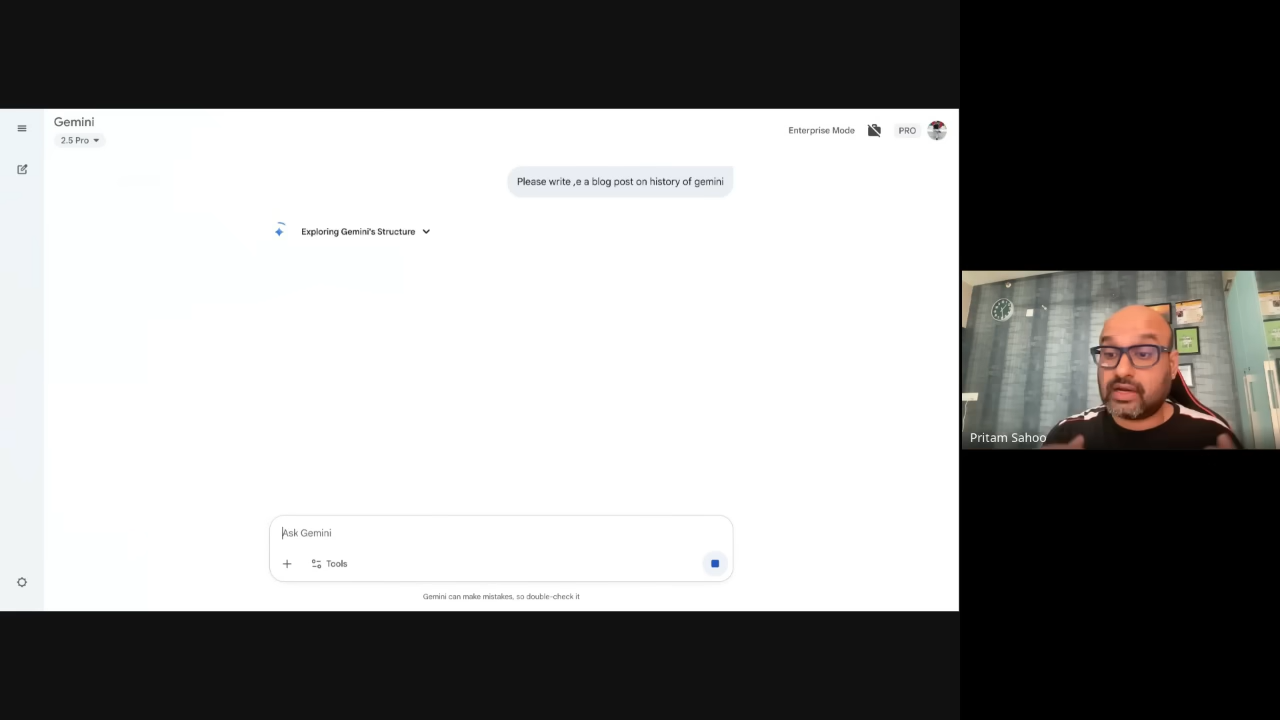 Gemini
2.5 Pro
Enterprise Mode
PRO
Please write ,e a blog post on history of gemini
Exploring Gemini's Structure
Ask Gemini
Tools
Gemini can make mistakes, so double-check it
Pritam Sahoo